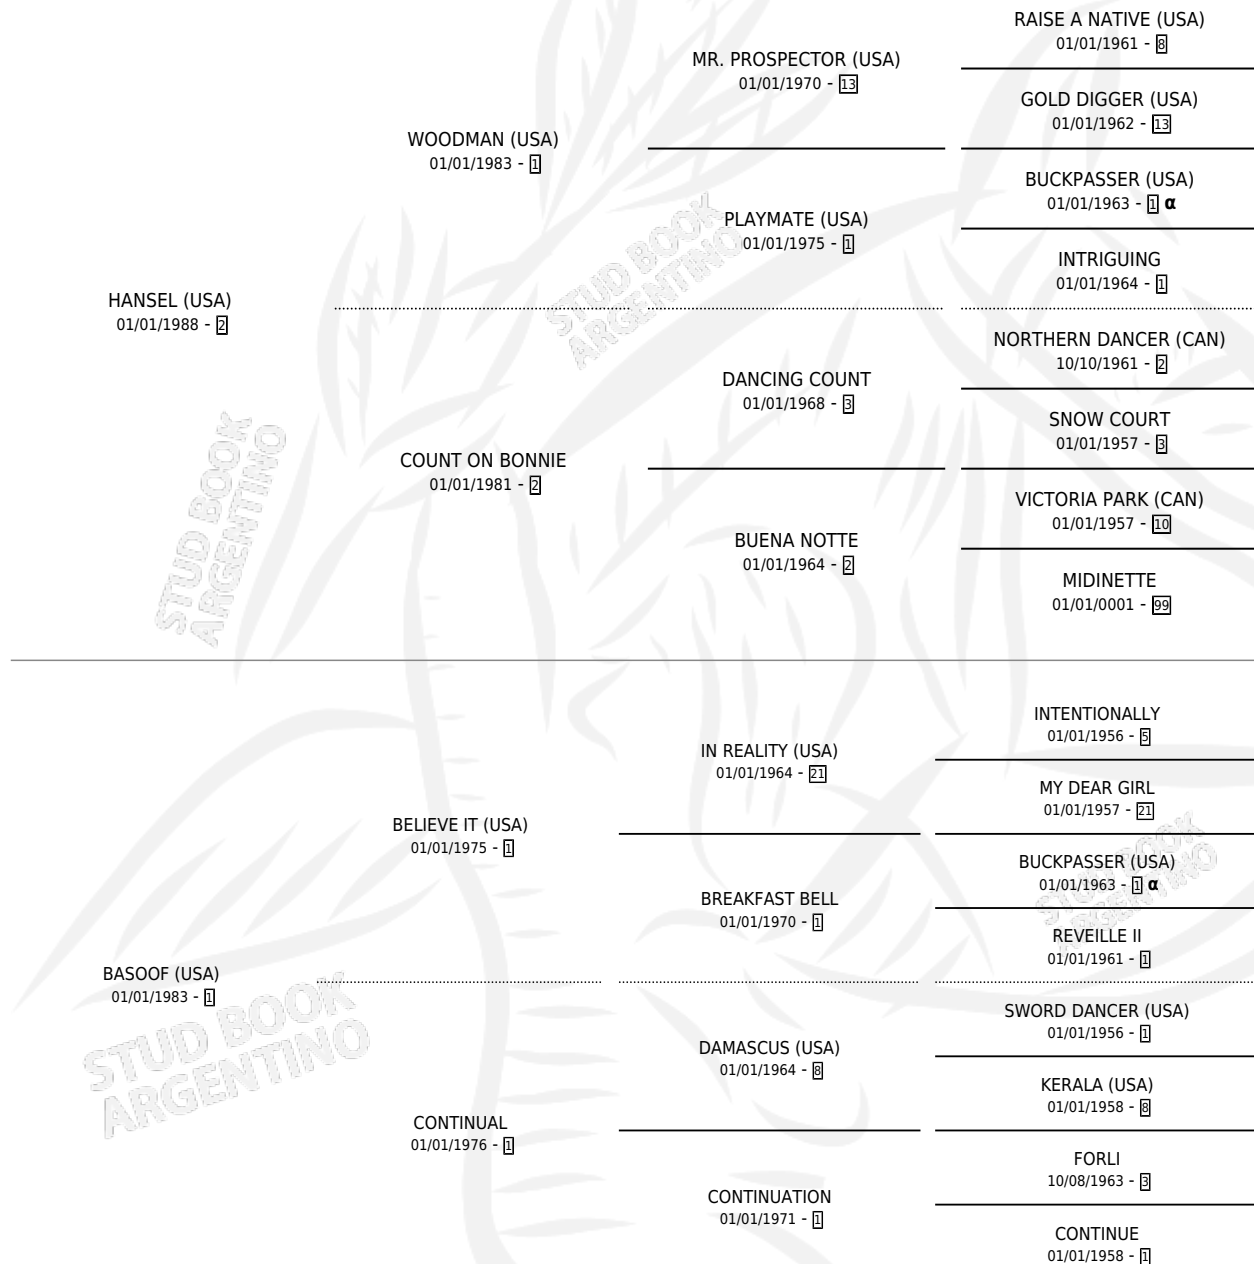 RAISE A NATIVE (USA)
01/01/1961 - 8
MR. PROSPECTOR (USA)
01/01/1970 - 13
GOLD DIGGER (USA)
01/01/1962 - 13
WOODMAN (USA)
01/01/1983 - 1
BUCKPASSER (USA)
01/01/1963 - 1 α
PLAYMATE (USA)
01/01/1975 - 1
INTRIGUING
01/01/1964 - 1
HANSEL (USA)
01/01/1988 - 2
STUD BOOK
ARGENTINO
NORTHERN DANCER (CAN)
10/10/1961 - 2
DANCING COUNT
01/01/1968 - 3
SNOW COURT
01/01/1957 - 3
COUNT ON BONNIE
01/01/1981 - 2
VICTORIA PARK (CAN)
01/01/1957 - 10
BUENA NOTTE
01/01/1964 - 2
MIDINETTE
01/01/0001 - 99
STUD BOOK
ARGENTINO
INTENTIONALLY
01/01/1956 - 5
IN REALITY (USA)
01/01/1964 - 21
MY DEAR GIRL
01/01/1957 - 21
BELIEVE IT (USA)
01/01/1975 - 1
BUCKPASSER (USA)
01/01/1963 - 1 α
STUD BOOK
ARGENTINO
BREAKFAST BELL
01/01/1970 - 1
REVEILLE II
01/01/1961 - 1
BASOOF (USA)
01/01/1983 - 1
STUD BOOK
ARGENTINO
SWORD DANCER (USA)
01/01/1956 - 1
DAMASCUS (USA)
01/01/1964 - 8
KERALA (USA)
01/01/1958 - 8
CONTINUAL
01/01/1976 - 1
FORLI
10/08/1963 - 3
CONTINUATION
01/01/1971 - 1
CONTINUE
01/01/1958 - 1